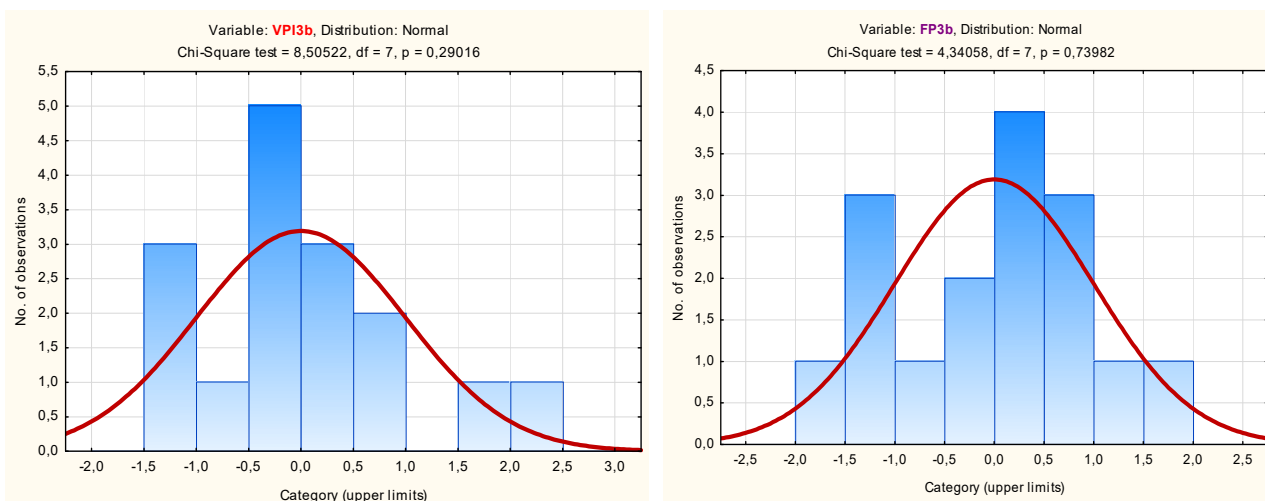 Variable: VPI3b, Distribution: Normal
Chi-Square test = 8,50522, df = 7, p = 0,29016
5,5
5,0
4,5
4,0
3,5
3,0
2,5
2,0
1,5
1,0
0,5
0,0
No. of observations
-2,0 -1,5 -1,0 -0,5 0,0 0,5 1,0 1,5 2,0 2,5 3,0
Category (upper limits)
Variable: FP3b, Distribution: Normal
Chi-Square test = 4,34058, df = 7, p = 0,73982
4,5
4,0
3,5
3,0
2,5
2,0
1,5
1,0
0,5
0,0
No. of observations
-2,5 -2,0 -1,5 -1,0 -0,5 0,0 0,5 1,0 1,5 2,0 2,5
Category (upper limits)